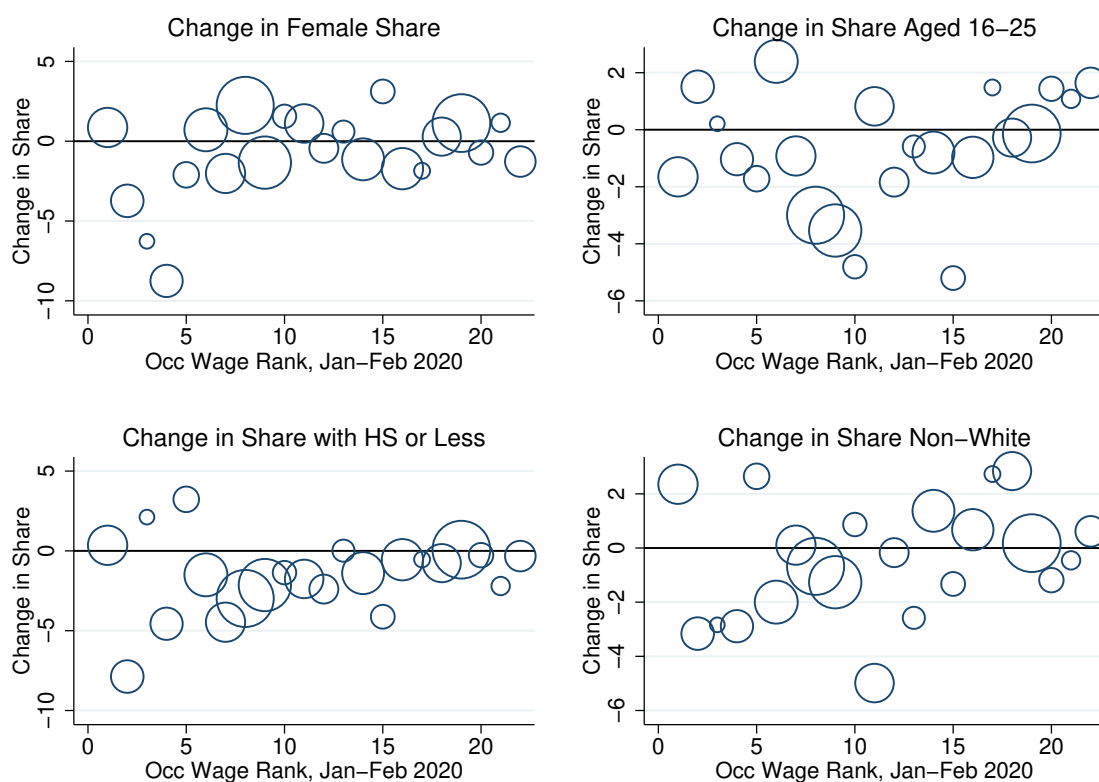 Change in Female Share
5
0
−5
−10
Change in Share
0 5 10 15 20
Occ Wage Rank, Jan−Feb 2020
Change in Share Aged 16−25
2
0
−2
−4
−6
Change in Share
0 5 10 15 20
Occ Wage Rank, Jan−Feb 2020
Change in Share with HS or Less
5
0
−5
−10
Change in Share
0 5 10 15 20
Occ Wage Rank, Jan−Feb 2020
Change in Share Non−White
2
0
−2
−4
−6
Change in Share
0 5 10 15 20
Occ Wage Rank, Jan−Feb 2020